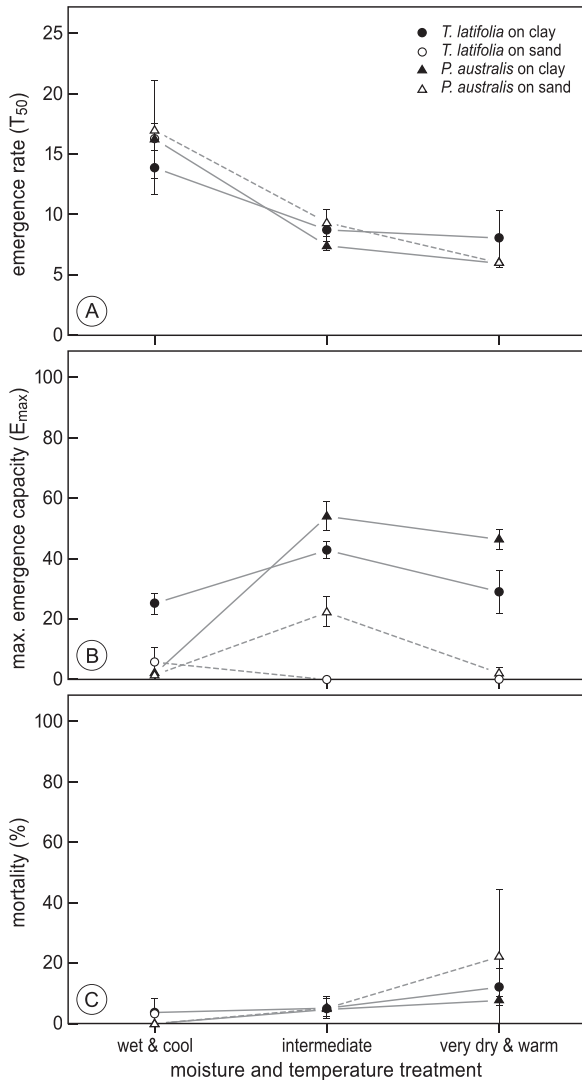 25
20
15
10
5
0
emergence rate (T50)
T. latifolia on clay
T. latifolia on sand
P. australis on clay
P. australis on sand
A
100
80
60
40
20
0
max. emergence capacity (Emax)
B
100
80
60
40
20
0
mortality (%)
C
wet & cool intermediate very dry & warm
moisture and temperature treatment